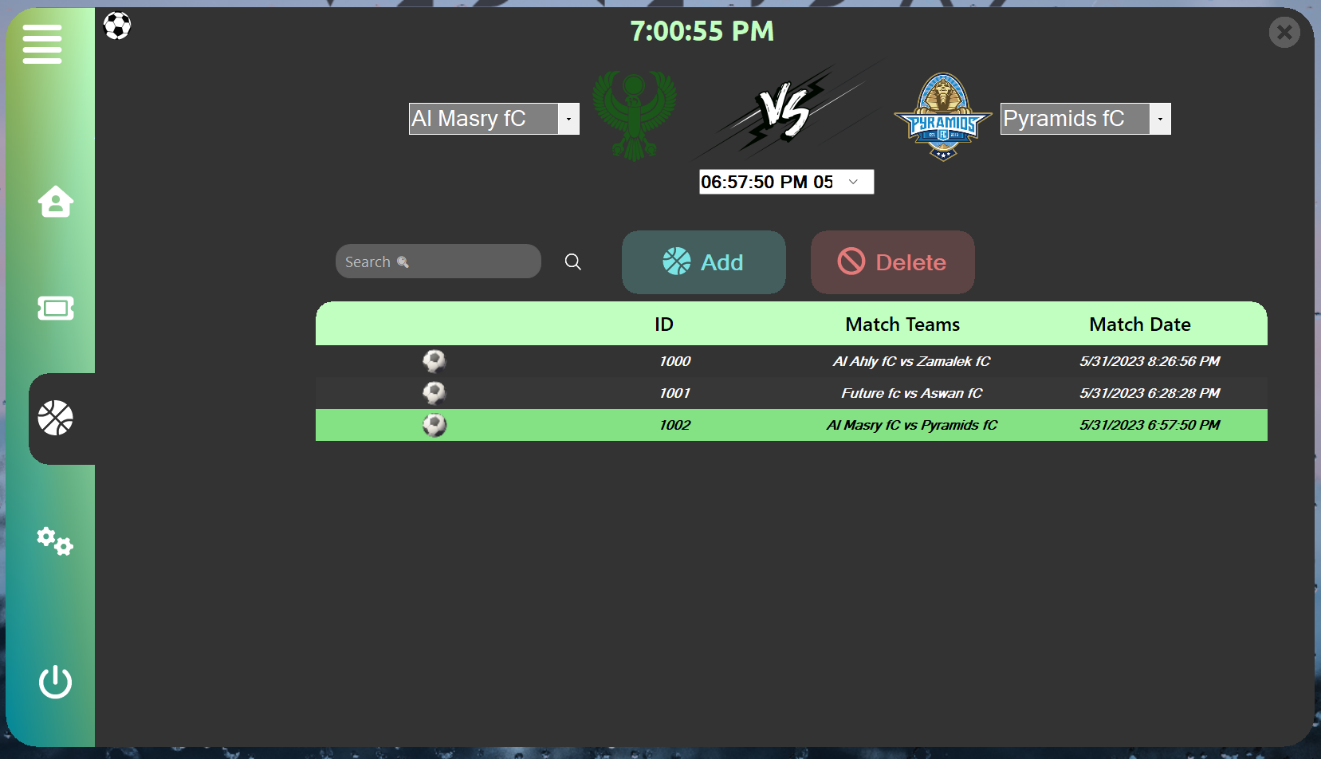 7:00:55 PM
Al Masry fC
VS
PYRAMIDS
FC
Pyramids fC
06:57:50 PM 05
Search
Add
Delete
ID Match Teams Match Date
1000 Al Ahly fC vs Zamalek fC 5/31/2023 8:26:56 PM
1001 Future fc vs Aswan fC 5/31/2023 6:28:28 PM
1002 Al Masry fC vs Pyramids fC 5/31/2023 6:57:50 PM